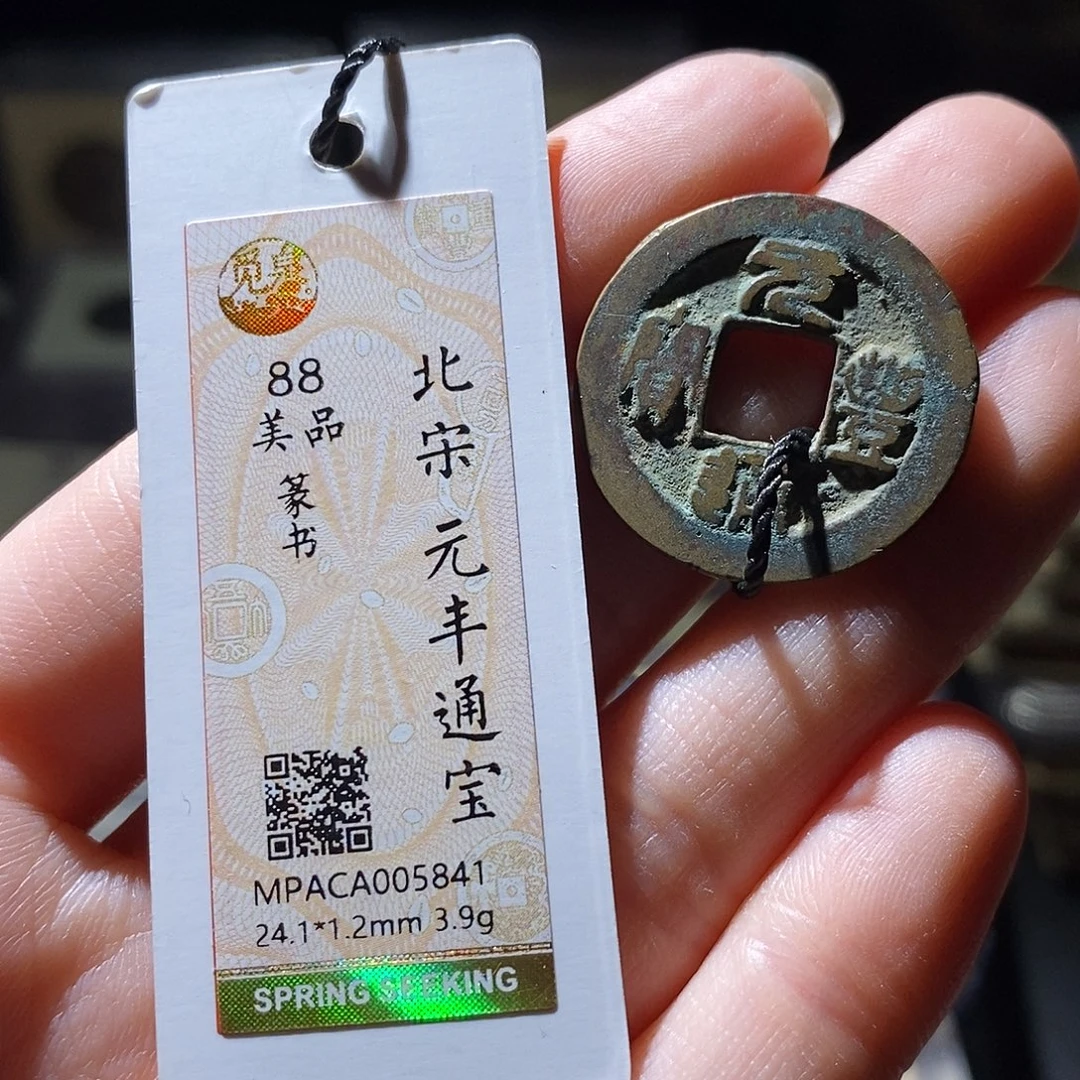 88
美品
篆书
北宋元丰通宝
MPACA005841
24.1*1.2mm 3.9g
SPRING SEEKING
元豐通寶